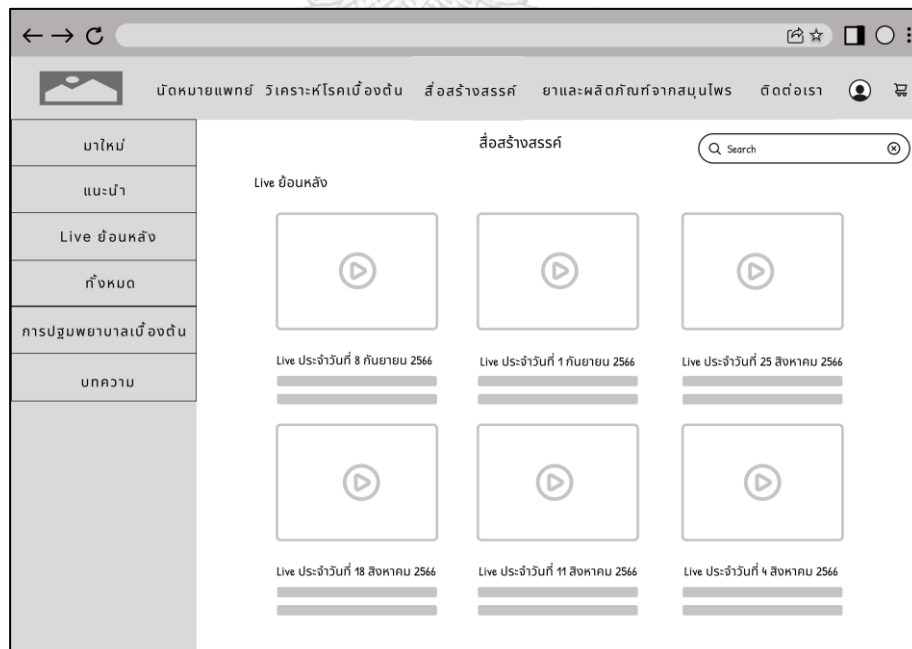 นัดหมายแพทย์ วิเคราะห์โรคเบื้องต้น สื่อสร้างสรรค์ ยาและผลิตภัณฑ์จากสมุนไพร ติดต่อเรา
มาใหม่
แนะนำ
Live ย้อนหลัง
ทั้งหมด
การปฐมพยาบาลเบื้องต้น
บทความ
สื่อสร้างสรรค์
Search
Live ย้อนหลัง
Live ประจำวันที่ 8 กันยายน 2566
Live ประจำวันที่ 1 กันยายน 2566
Live ประจำวันที่ 25 สิงหาคม 2566
Live ประจำวันที่ 18 สิงหาคม 2566
Live ประจำวันที่ 11 สิงหาคม 2566
Live ประจำวันที่ 4 สิงหาคม 2566